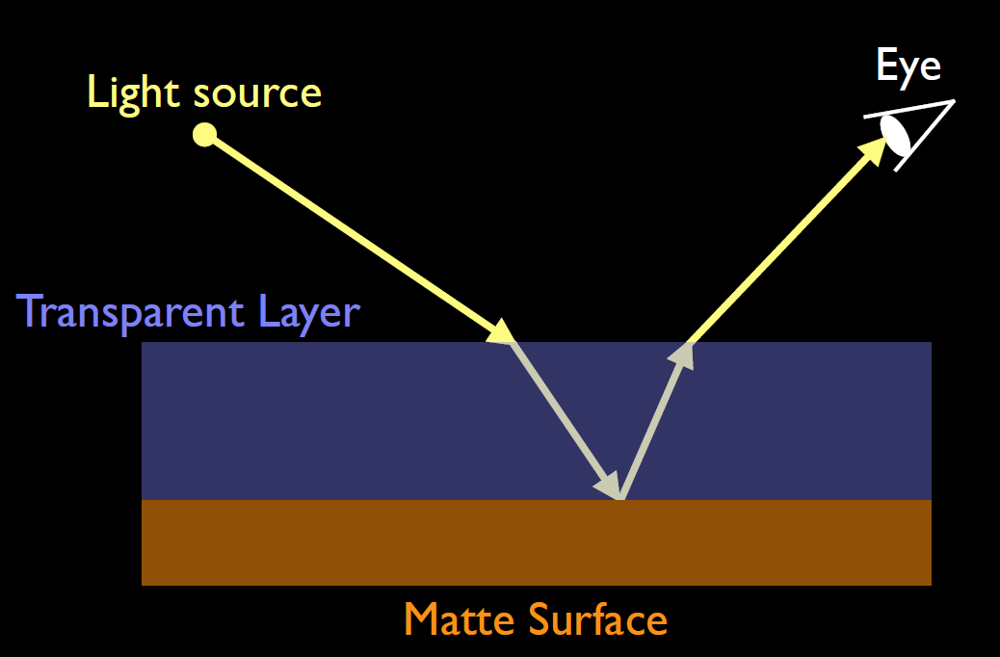 Eye
Light source
Transparent Layer
Matte Surface